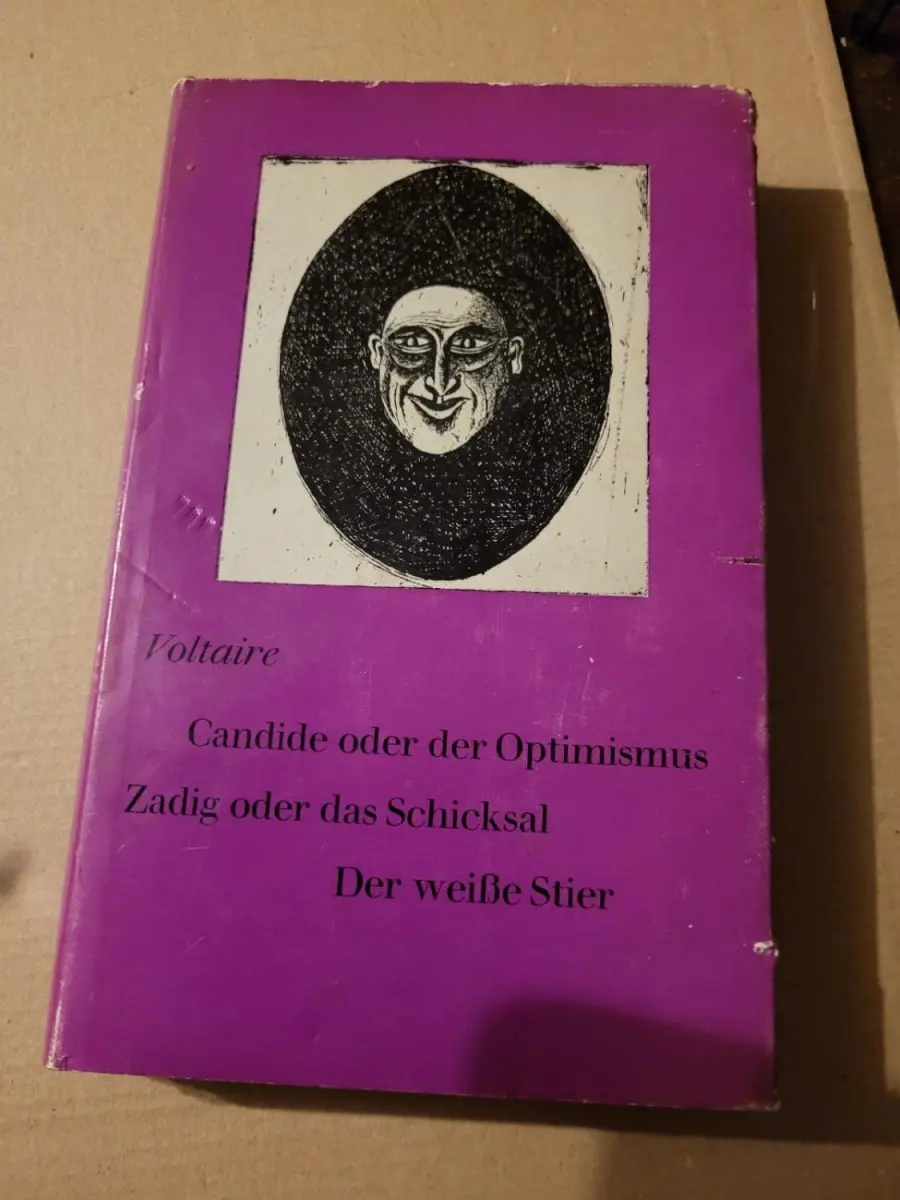 Voltaire
Candide oder der Optimismus
Zadig oder das Schicksal
Der weiße Stier